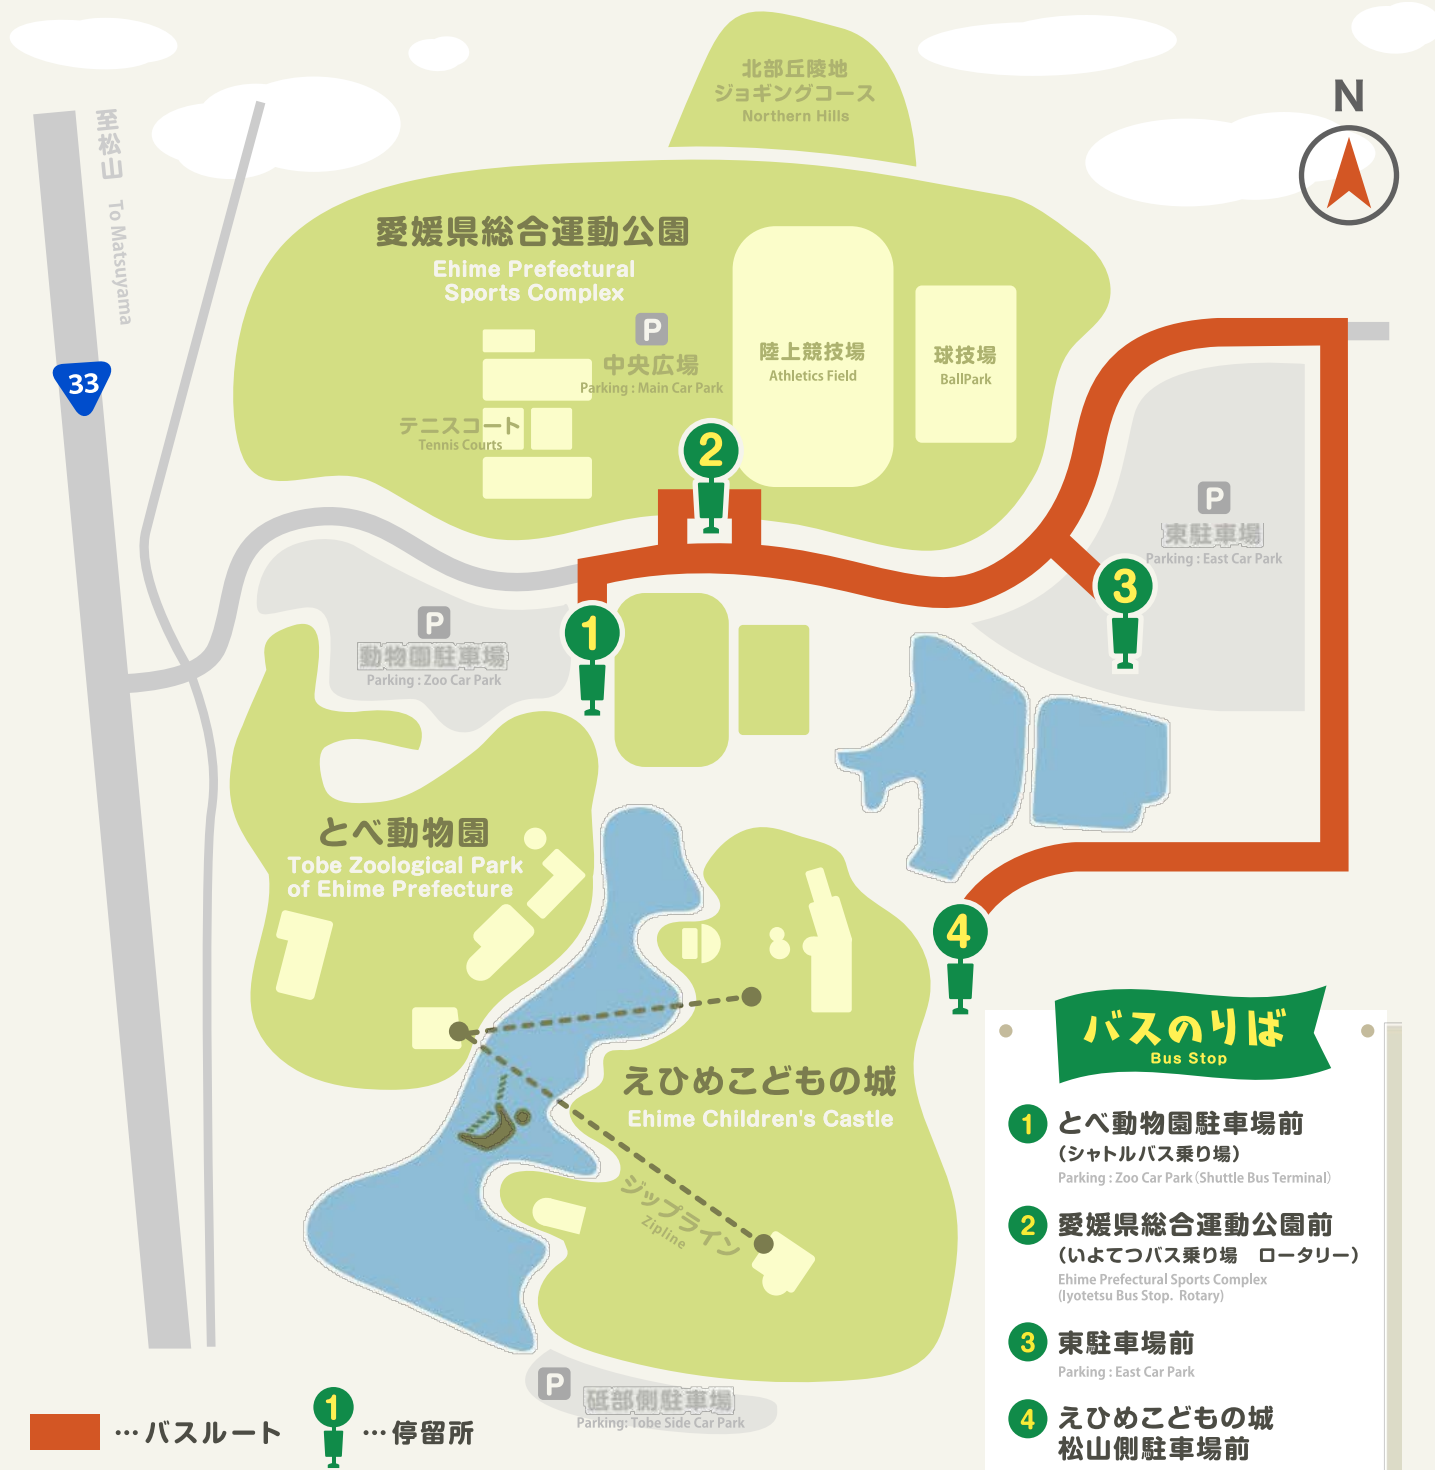 北部丘陵地
ジョギングコース
Northern Hills
N
至松山 To Matsuyama
愛媛県総合運動公園
Ehime Prefectural
Sports Complex
P
中央広場
Parking : Main Car Park
陸上競技場
Athletics Field
球技場
BallPark
33
テニスコート
Tennis Courts
2
P
東駐車場
Parking : East Car Park
3
P
動物園駐車場
Parking : Zoo Car Park
1
とべ動物園
Tobe Zoological Park
of Ehime Prefecture
4
えひめこどもの城
Ehime Children's Castle
ジップライン
Zipline
P
砥部側駐車場
Parking: Tobe Side Car Park
バスのりば
Bus Stop
1 とべ動物園駐車場前
（シャトルバス乗り場）
Parking : Zoo Car Park（Shuttle Bus Terminal）
2 愛媛県総合運動公園前
（いよてつバス乗り場　ロータリー）
Ehime Prefectural Sports Complex
(Iyotetsu Bus Stop. Rotary)
3 東駐車場前
Parking : East Car Park
4 えひめこどもの城
松山側駐車場前
…バスルート
1 …停留所